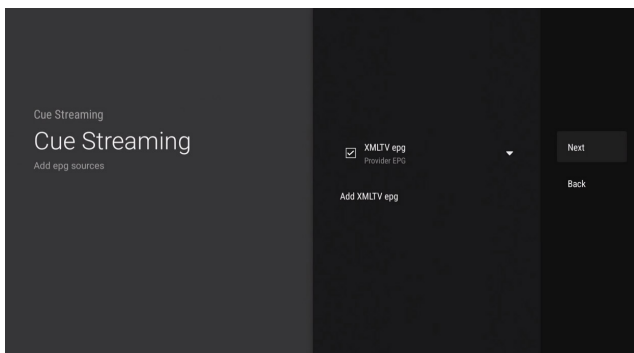 Cue Streaming
Cue Streaming
Add epg sources
XMLTV epg
Provider EPG
Add XMLTV epg
Next
Back